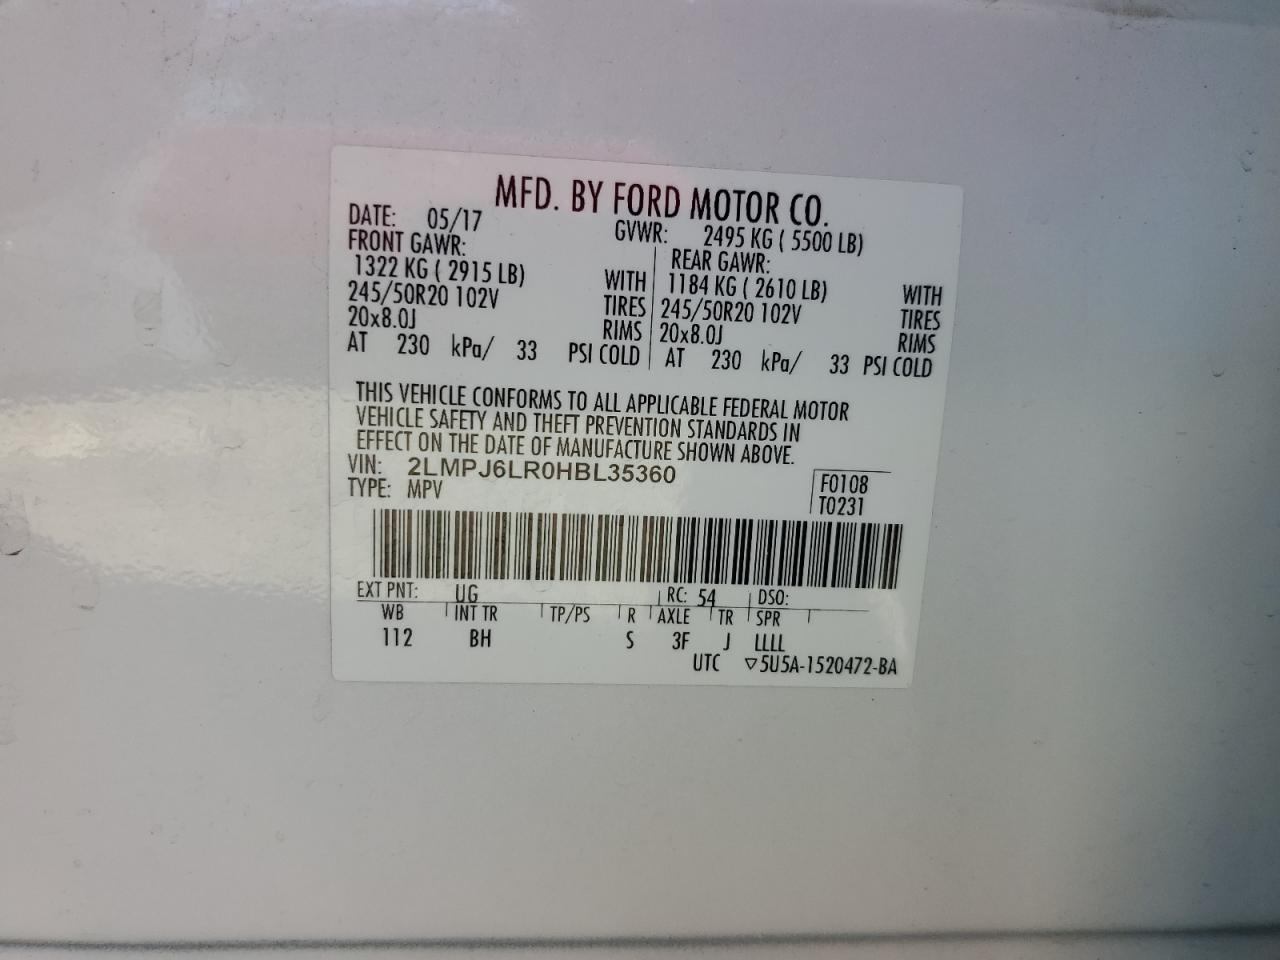 MFD. BY FORD MOTOR CO.
DATE: 05/17 GVWR: 2495 KG ( 5500 LB)
FRONT GAWR: REAR GAWR:
1322 KG ( 2915 LB) WITH 1184 KG ( 2610 LB) WITH
245/50R20 102V TIRES 245/50R20 102V TIRES
20x8.0J RIMS 20x8.0J RIMS
AT 230 kPa/ 33 PSI COLD AT 230 kPa/ 33 PSI COLD
THIS VEHICLE CONFORMS TO ALL APPLICABLE FEDERAL MOTOR
VEHICLE SAFETY AND THEFT PREVENTION STANDARDS IN
EFFECT ON THE DATE OF MANUFACTURE SHOWN ABOVE.
VIN: 2LMPJ6LR0HBL35360 F0108
TYPE: MPV T0231
EXT PNT: UG RC: 54 DSO:
WB INT TR TP/PS R AXLE TR SPR
112 BH S 3F J LLLL
UTC ▽5U5A-1520472-BA